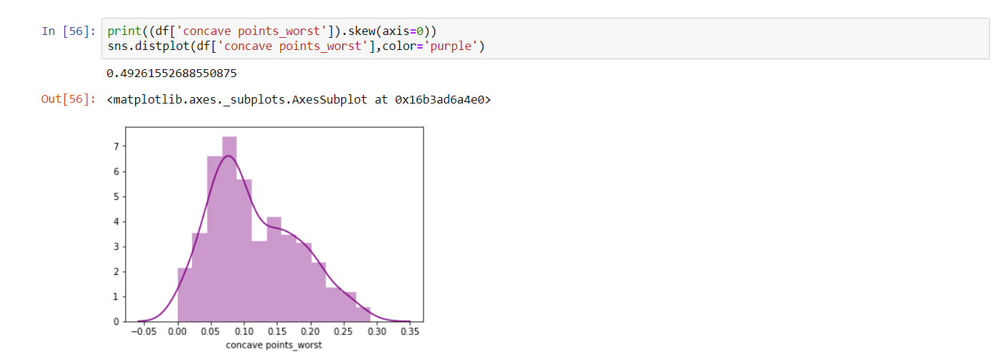 In [56]: print((df['concave points_worst']).skew(axis=0))
sns.distplot(df['concave points_worst'],color='purple')
0.49261552688550875
Out[56]: <matplotlib.axes._subplots.AxesSubplot at 0x16b3ad6a4e0>
7
6
5
4
3
2
1
0
−0.05 0.00 0.05 0.10 0.15 0.20 0.25 0.30 0.35
concave points_worst